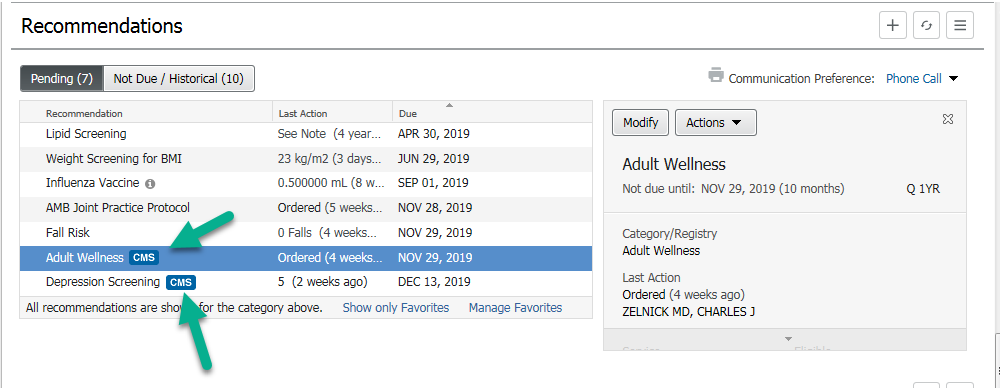 Recommendations
Pending (7) Not Due / Historical (10)
Communication Preference: Phone Call
Recommendation Last Action Due
Lipid Screening See Note (4 year... APR 30, 2019
Weight Screening for BMI 23 kg/m2 (3 days... JUN 29, 2019
Influenza Vaccine 0.500000 mL (8 w... SEP 01, 2019
AMB Joint Practice Protocol Ordered (5 weeks... NOV 28, 2019
Fall Risk 0 Falls (4 weeks... NOV 29, 2019
Adult Wellness CMS Ordered (4 weeks... NOV 29, 2019
Depression Screening CMS 5 (2 weeks ago) DEC 13, 2019
All recommendations are for the category above. Show only Favorites Manage Favorites
Modify Actions
Adult Wellness
Not due until: NOV 29, 2019 (10 months) Q 1YR
Category/Registry
Adult Wellness
Last Action
Ordered (4 weeks ago)
ZELNICK MD, CHARLES J